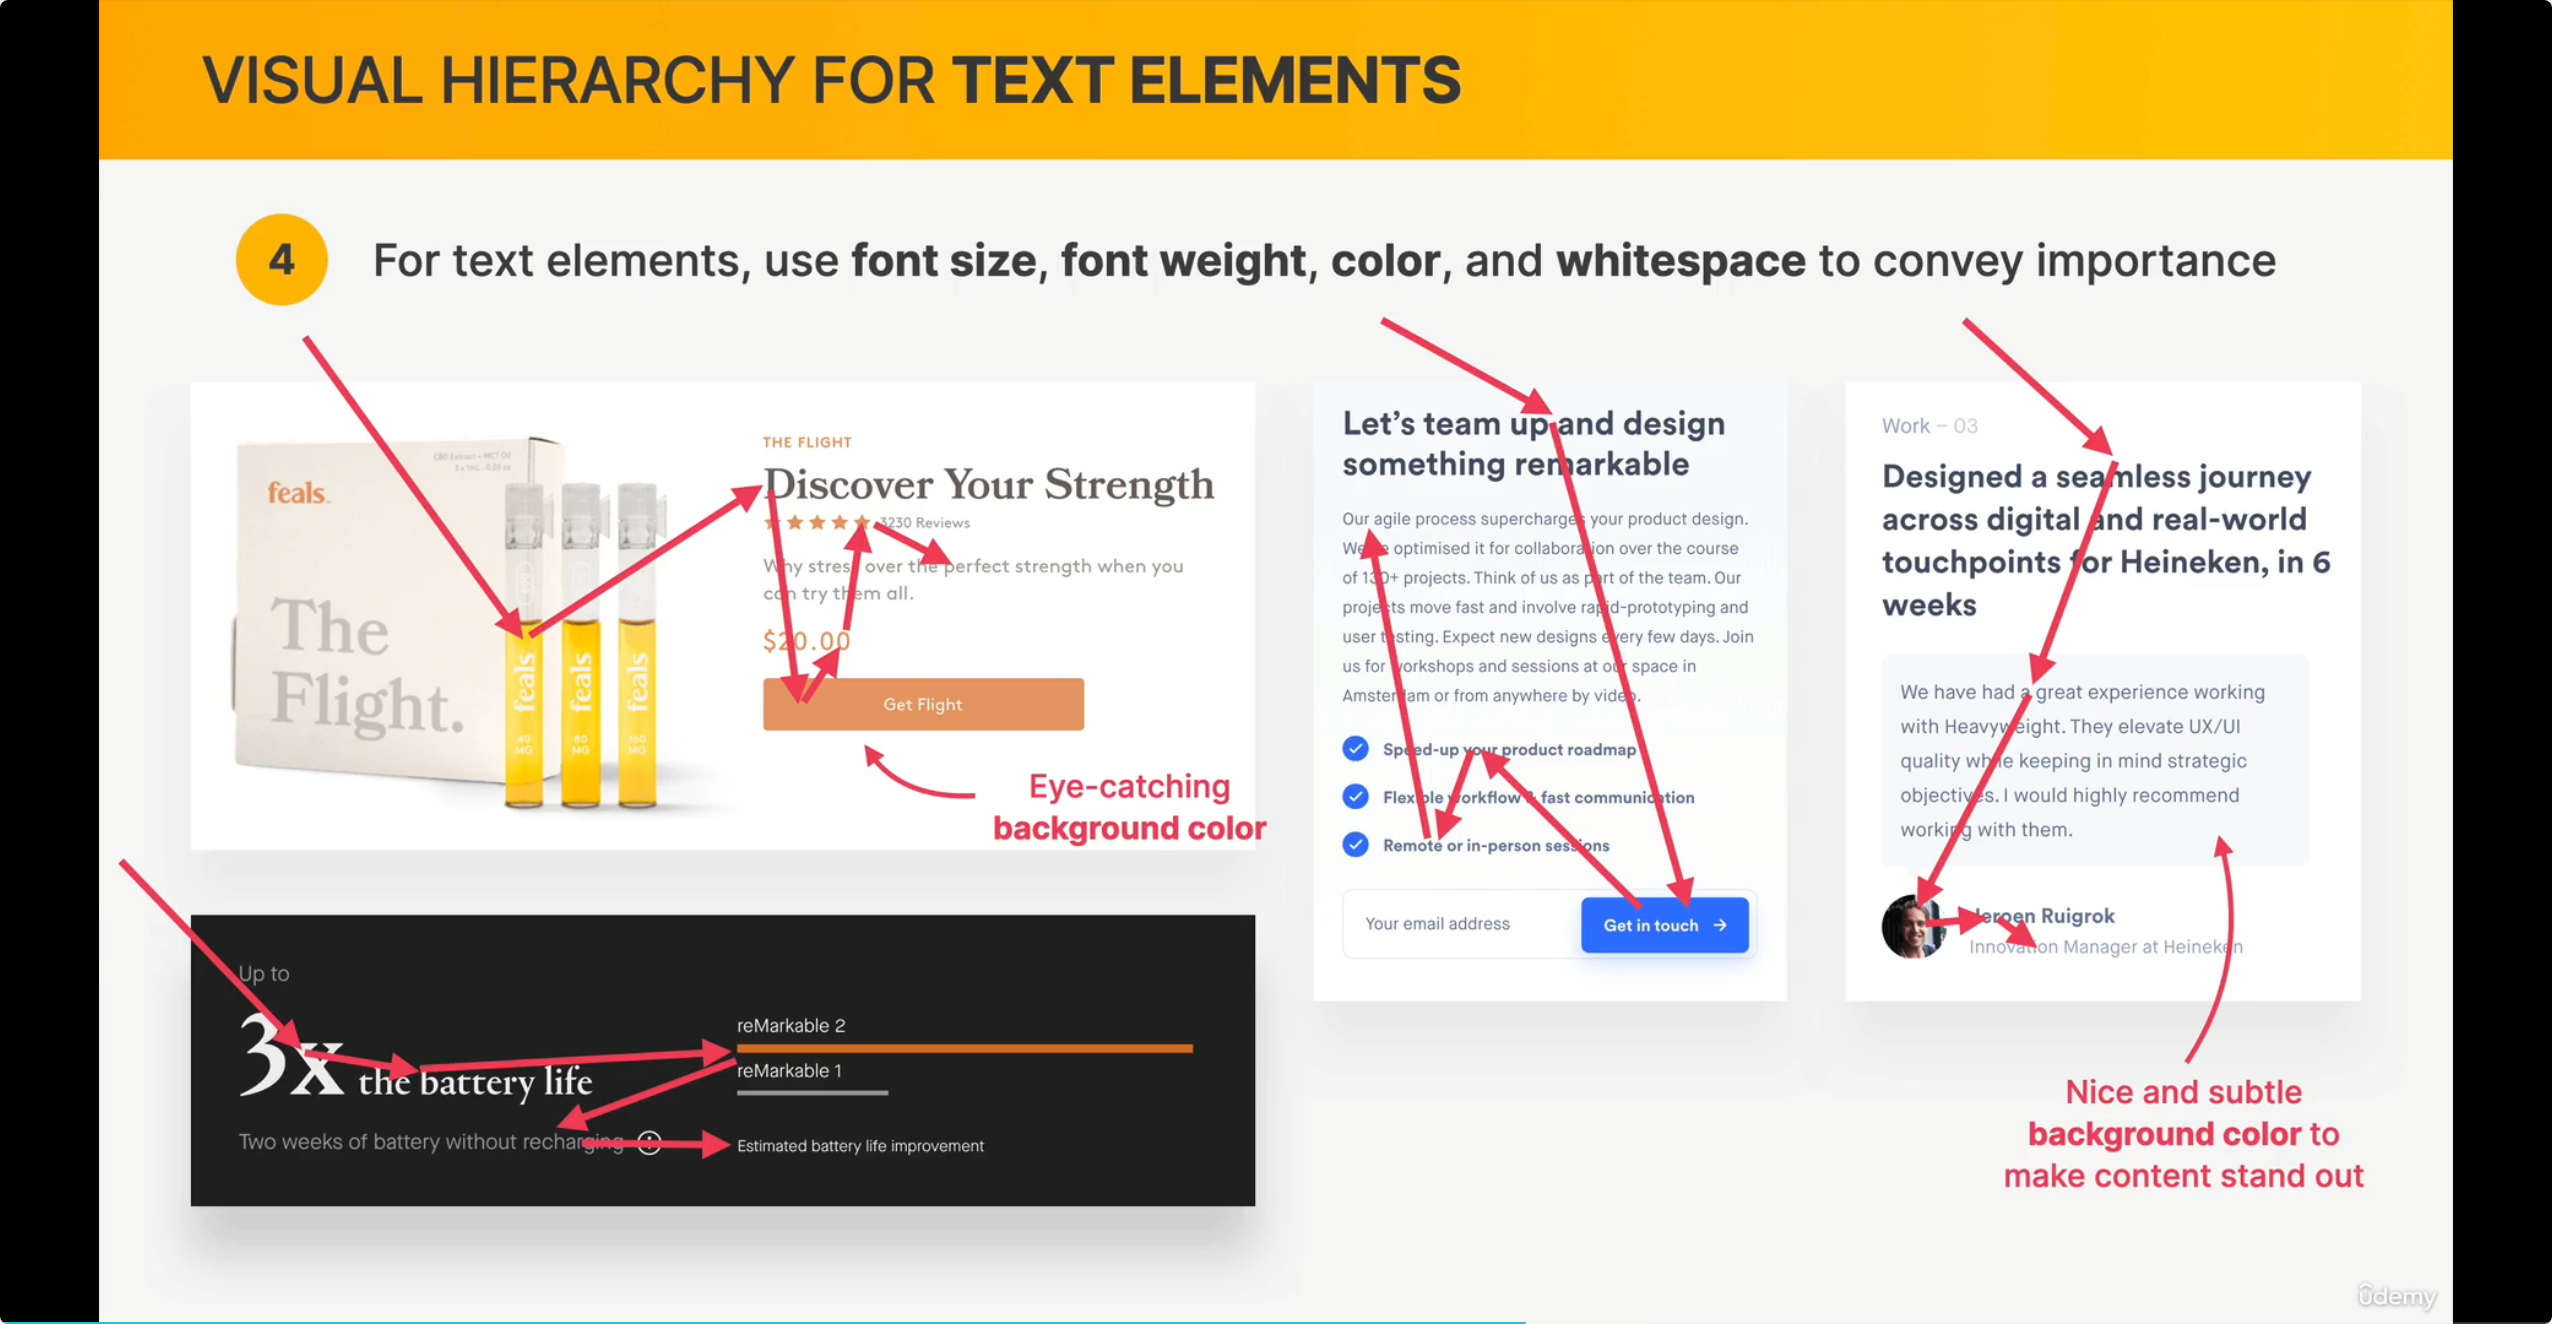 VISUAL HIERARCHY FOR TEXT ELEMENTS
4 For text elements, use font size, font weight, color, and whitespace to convey importance
feals.
CBD Extract + MCT Oil
The
Flight.
feals feals feals
40 MG
80 MG
160 MG
THE FLIGHT
Discover Your Strength
3230 Reviews
Why stress over the perfect strength when you
can try them all.
$20.00
Get Flight
Eye-catching
background color
Up to
3x the battery life
Two weeks of battery without recharging
reMarkable 2
reMarkable 1
Estimated battery life improvement
Let’s team up and design
something remarkable
Our agile process supercharges your product design.
We've optimised it for collaboration over the course
of 130+ projects. Think of us as part of the team. Our
projects move fast and involve rapid-prototyping and
user testing. Expect new designs every few days. Join
us for workshops and sessions at our space in
Amsterdam or from anywhere by video.
Speed-up your product roadmap
Flexible workflow & fast communication
Remote or in-person sessions
Your email address
Get in touch →
Work – 03
Designed a seamless journey
across digital and real-world
touchpoints for Heineken, in 6
weeks
We have had a great experience working
with Heavyweight. They elevate UX/UI
quality while keeping in mind strategic
objectives. I would highly recommend
working with them.
Jeroen Ruigrok
Innovation Manager at Heineken
Nice and subtle
background color to
make content stand out
ûdemy